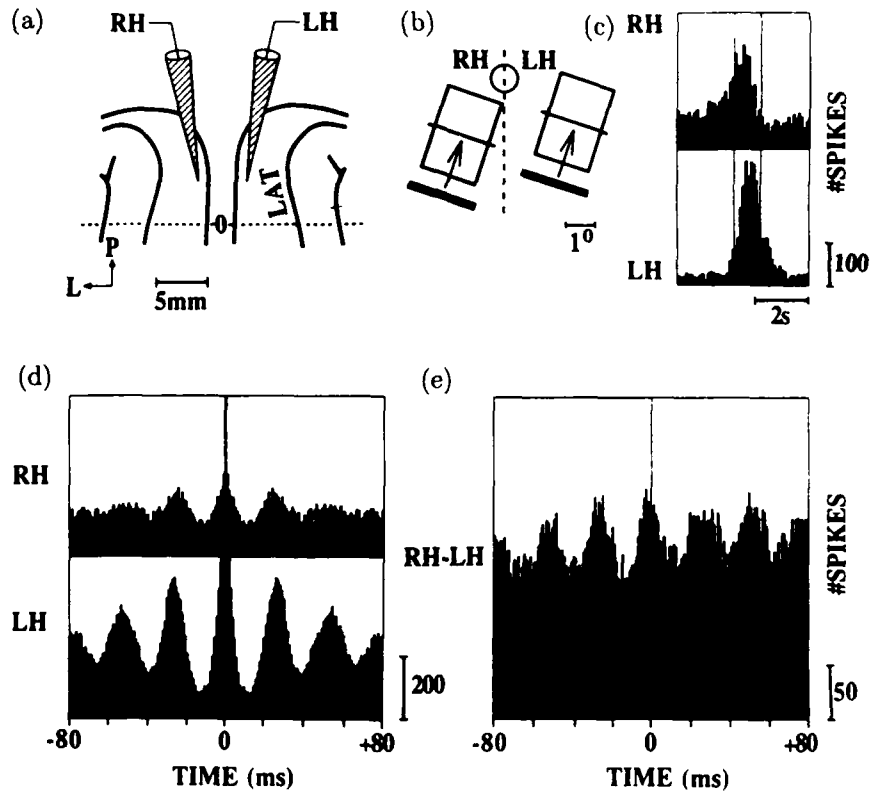 (a)
RH LH
LAT
0
P
L
5mm
(b)
RH LH
1⁰
(c)
RH
LH
#SPIKES
100
2s
(d)
RH
LH
200
-80 0 +80
TIME (ms)
(e)
RH-LH
#SPIKES
50
-80 0 +80
TIME (ms)